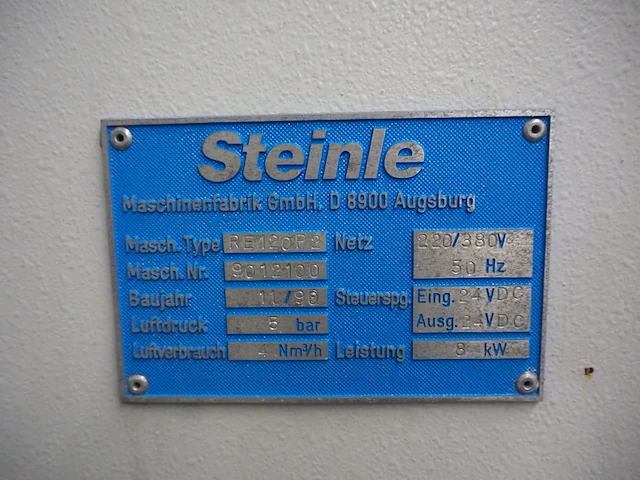 Steinle
Maschinenfabrik GmbH, D 8900 Augsburg
Masch. Type RE120P2 Netz 220/380V
Masch. Nr. 9012100 50 Hz
Baujahr 11/90 Steuerspg. Eing. 24VDC
Luftdruck 5 bar Ausg. 24VDC
Luftverbrauch 4 Nm³/h Leistung 8 kW